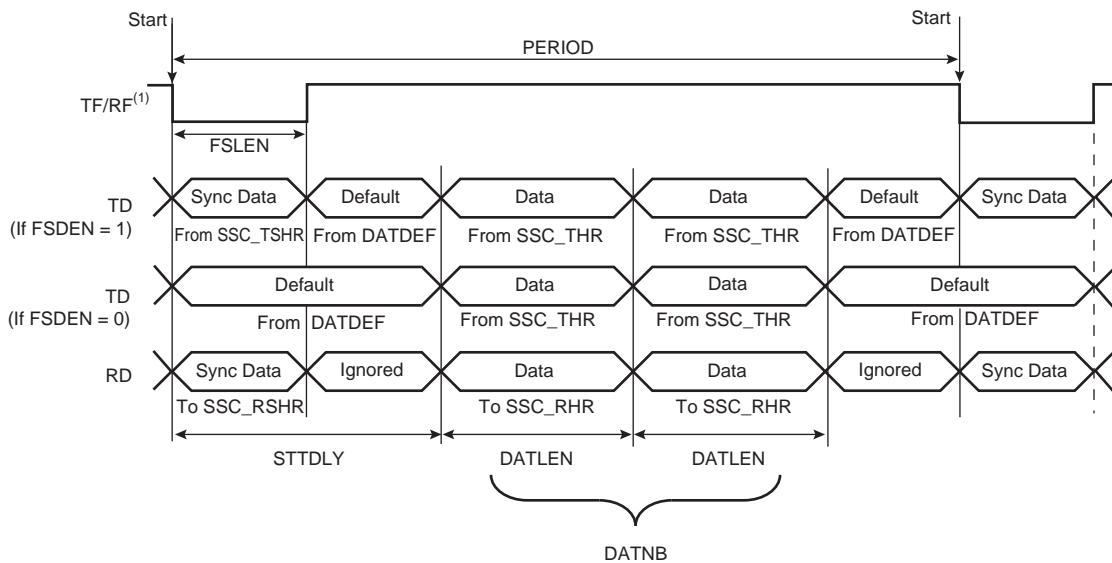 Start
Start
PERIOD
TF/RF(1)
FSLEN
TD
(If FSDEN = 1)
Sync Data
Default
Data
Data
Default
Sync Data
From SSC_TSHR
From DATDEF
From SSC_THR
From SSC_THR
From DATDEF
TD
(If FSDEN = 0)
Default
Data
Data
Default
From DATDEF
From SSC_THR
From SSC_THR
From DATDEF
RD
Sync Data
Ignored
Data
Data
Ignored
Sync Data
To SSC_RSHR
To SSC_RHR
To SSC_RHR
STTDLY
DATLEN
DATLEN
DATNB